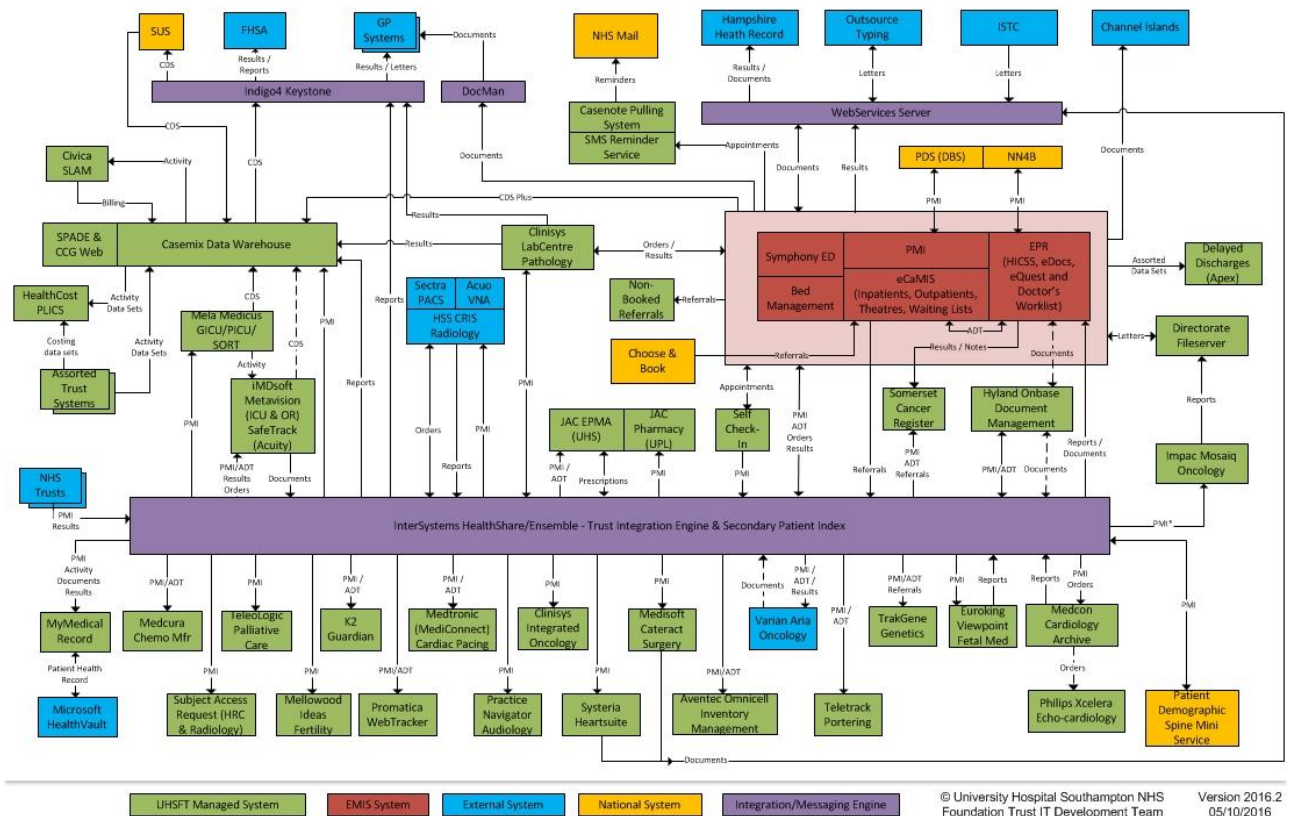 SUS
FHSA
GP
Systems
Documents
NHS Mail
Hampshire
Heath Record
Outsource
Typing
ISTC
Channel Islands
CDS
Results /
Reports
Results / Letters
Reminders
Results /
Documents
Letters
Letters
Indigo4 Keystone
DocMan
Casenote Pulling
System
SMS Reminder
Service
WebServices Server
CDS
Appointments
Civica
SLAM
Activity
CDS
Documents
Documents
Results
PDS (DBS)
NN4B
Documents
Billing
CDS Plus
PMI
PMI
Results
SPADE &
CCG Web
Casemix Data Warehouse
Results
Clinisys
LabCentre
Pathology
Orders /
Results
Symphony ED
PMI
EPR
(HICSS, eDocs,
eQuest and
Doctor's
Worklist)
Assorted
Data Sets
Delayed
Discharges
(Apex)
Bed
Management
eCaMIS
(Inpatients, Outpatients,
Theatres, Waiting Lists)
HealthCost
PLICS
Activity
Data Sets
CDS
Mela Medicus
GICU/PICU/
SORT
PMI
Reports
Sectra
PACS
Acuo
VNA
HSS CRIS
Radiology
Non-
Booked
Referrals
Referrals
ADT
Results / Notes
Letters
Directorate
Fileserver
Costing
data sets
Activity
Data Sets
CDS
Activity
Choose &
Book
Referrals
Documents
Assorted
Trust
Systems
iMDsoft
Metavision
(ICU & OR)
SafeTrack
(Acuity)
Reports
PMI
Appointments
PMI
ADT
Orders
Results
Somerset
Cancer
Register
Hyland Onbase
Document
Management
Reports
PMI
Orders
PMI
JAC EPMA
(UHS)
JAC
Pharmacy
(UPL)
Self
Check-
In
Reports /
Documents
Impac Mosaiq
Oncology
PMI/ADT
Results
Orders
Documents
Reports
PMI /
ADT
Prescriptions
PMI
PMI
Referrals
PMI
ADT
Referrals
PMI/ADT
Documents
NHS
Trusts
PMI
Results
InterSystems HealthShare/Ensemble - Trust Integration Engine & Secondary Patient Index
PMI*
PMI
Activity
Documents
Results
PMI/ADT
PMI
PMI
PMI /
ADT
PMI/ADT
PMI /
ADT
PMI
PMI
PMI
PMI
PMI /
ADT
Documents
PMI /
ADT /
Results
PMI /
ADT
PMI/ADT
Referrals
PMI
Reports
Reports
PMI
Orders
PMI
MyMedical
Record
Medcura
Chemo Mfr
TeleoLogic
Palliative
Care
K2
Guardian
Medtronic
(MediConnect)
Cardiac Pacing
Clinisys
Integrated
Oncology
Medisoft
Cateract
Surgery
Varian Aria
Oncology
TrakGene
Genetics
Euroking
Viewpoint
Fetal Med
Medcon
Cardiology
Archive
Patient Health
Record
PMI
Orders
Microsoft
HealthVault
Subject Access
Request (HRC
& Radiology)
Mellowood
Ideas
Fertility
Promatica
WebTracker
Practice
Navigator
Audiology
Systeria
Heartsuite
Aventec Omnicell
Inventory
Management
Teletrack
Portering
Philips Xcelera
Echo-cardiology
Patient
Demographic
Spine Mini
Service
Documents
UHSFT Managed System
EMIS System
External System
National System
Integration/Messaging Engine
© University Hospital Southampton NHS
Foundation Trust IT Development Team
Version 2016.2
05/10/2016